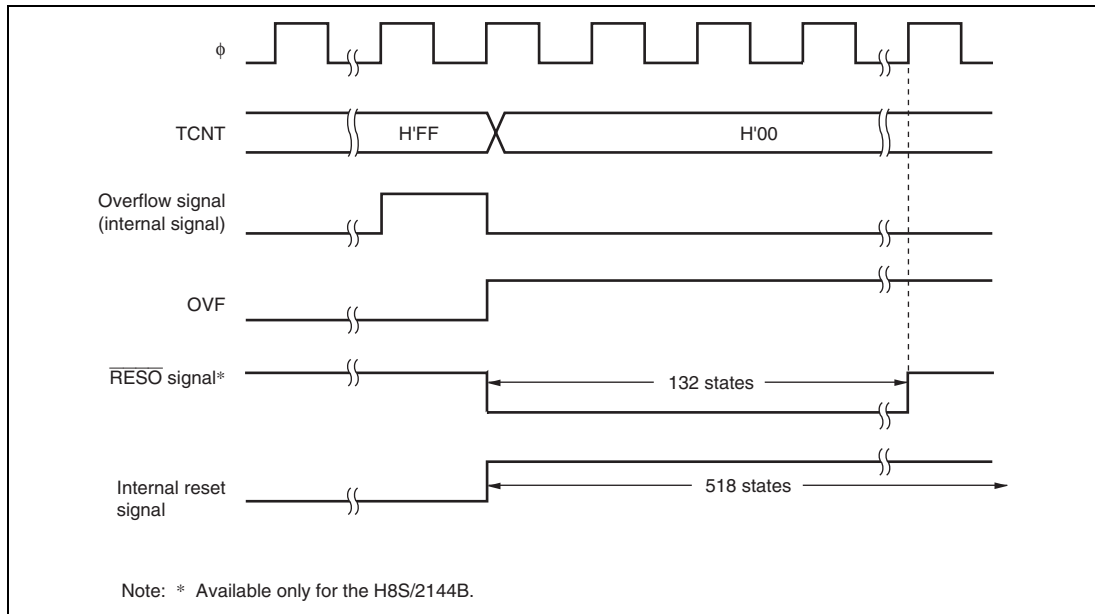 ϕ
TCNT
H'FF
H'00
Overflow signal
(internal signal)
OVF
RESO signal*
132 states
Internal reset
signal
518 states
Note: * Available only for the H8S/2144B.